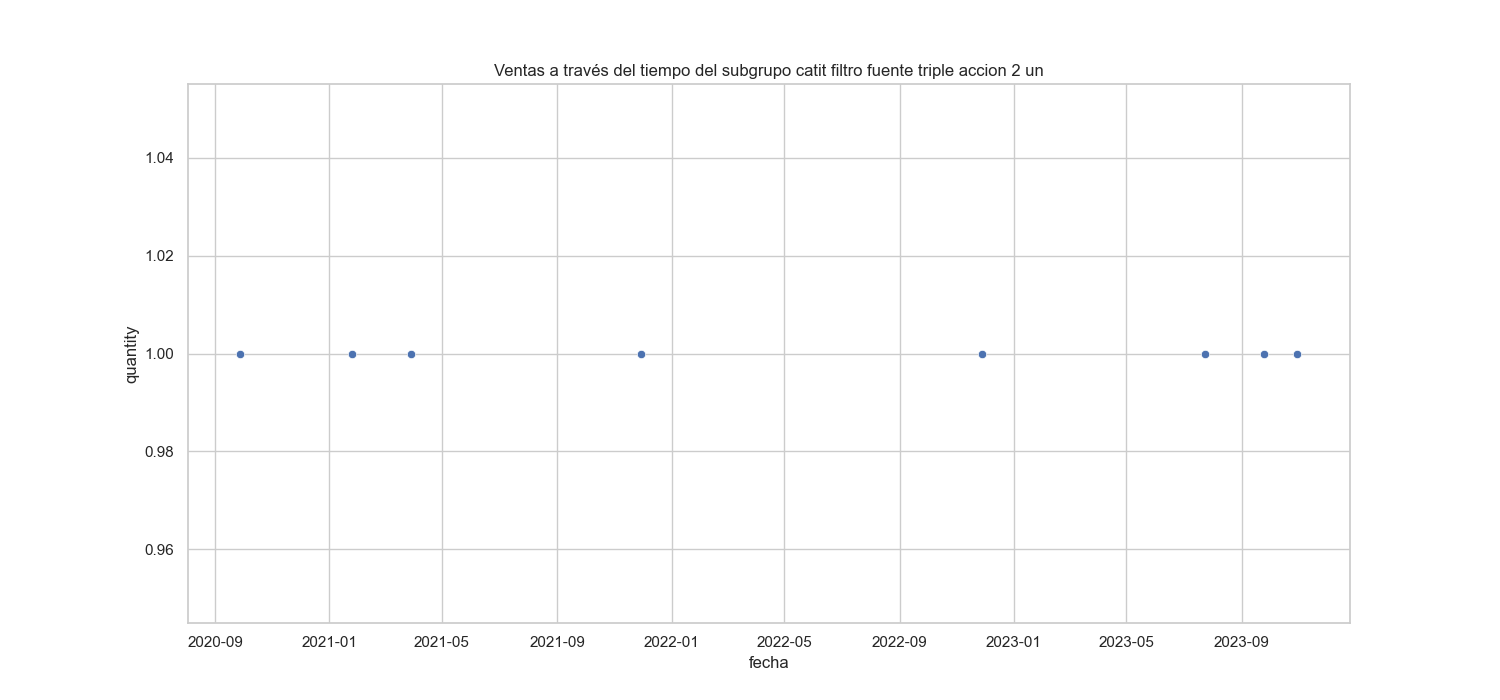 Ventas a través del tiempo del subgrupo catit filtro fuente triple accion 2 un
1.04
1.02
1.00
0.98
0.96
quantity
2020-09 2021-01 2021-05 2021-09 2022-01 2022-05 2022-09 2023-01 2023-05 2023-09
fecha